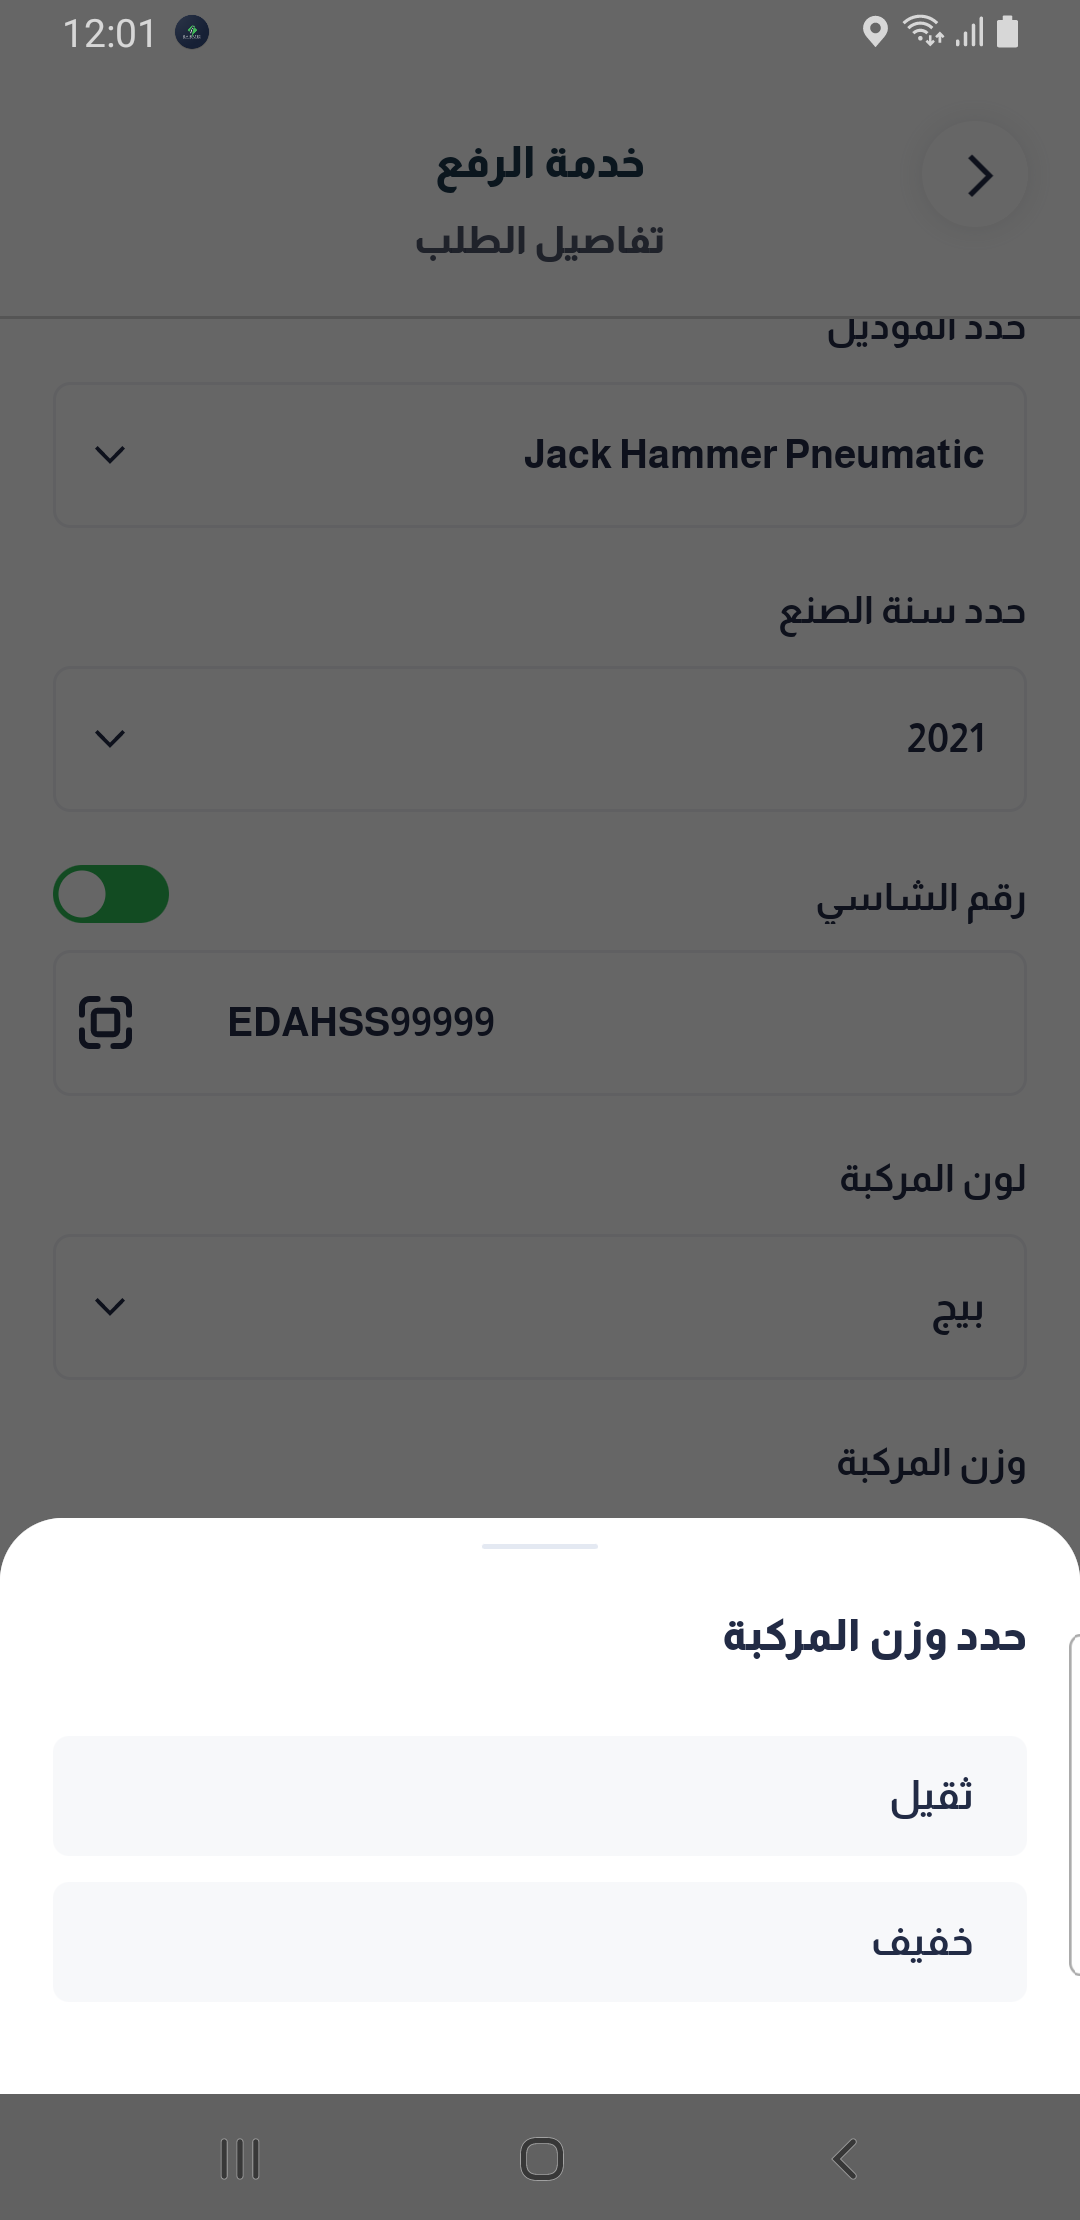 12:01
خدمة الرفع
تفاصيل الطلب
حدد الموديل
Jack Hammer Pneumatic
حدد سنة الصنع
2021
رقم الشاسي
EDAHSS99999
لون المركبة
بيج
وزن المركبة
حدد وزن المركبة
ثقيل
خفيف